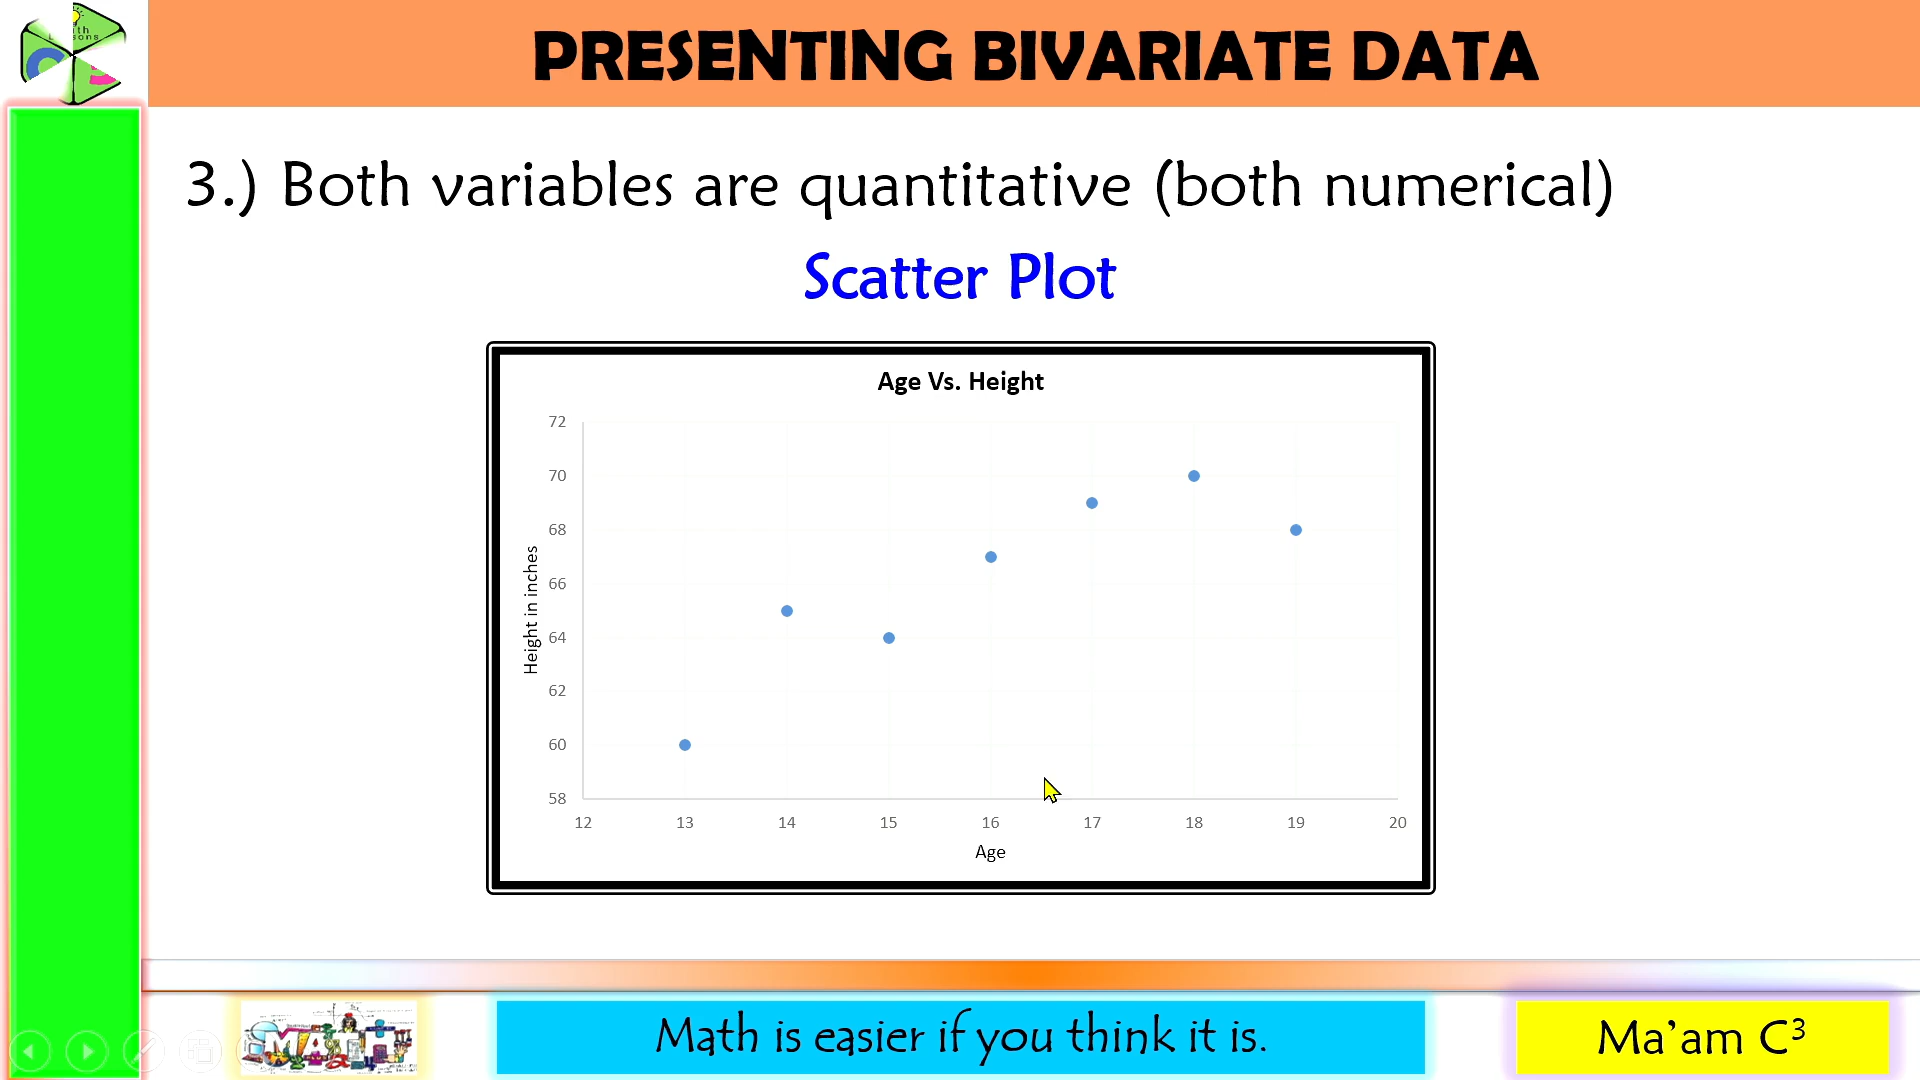 PRESENTING BIVARIATE DATA
3.) Both variables are quantitative (both numerical)
Scatter Plot
Age Vs. Height
72
70
68
66
64
62
60
58
Height in inches
12 13 14 15 16 17 18 19 20
Age
MATH
Math is easier if you think it is.
Ma’am C³